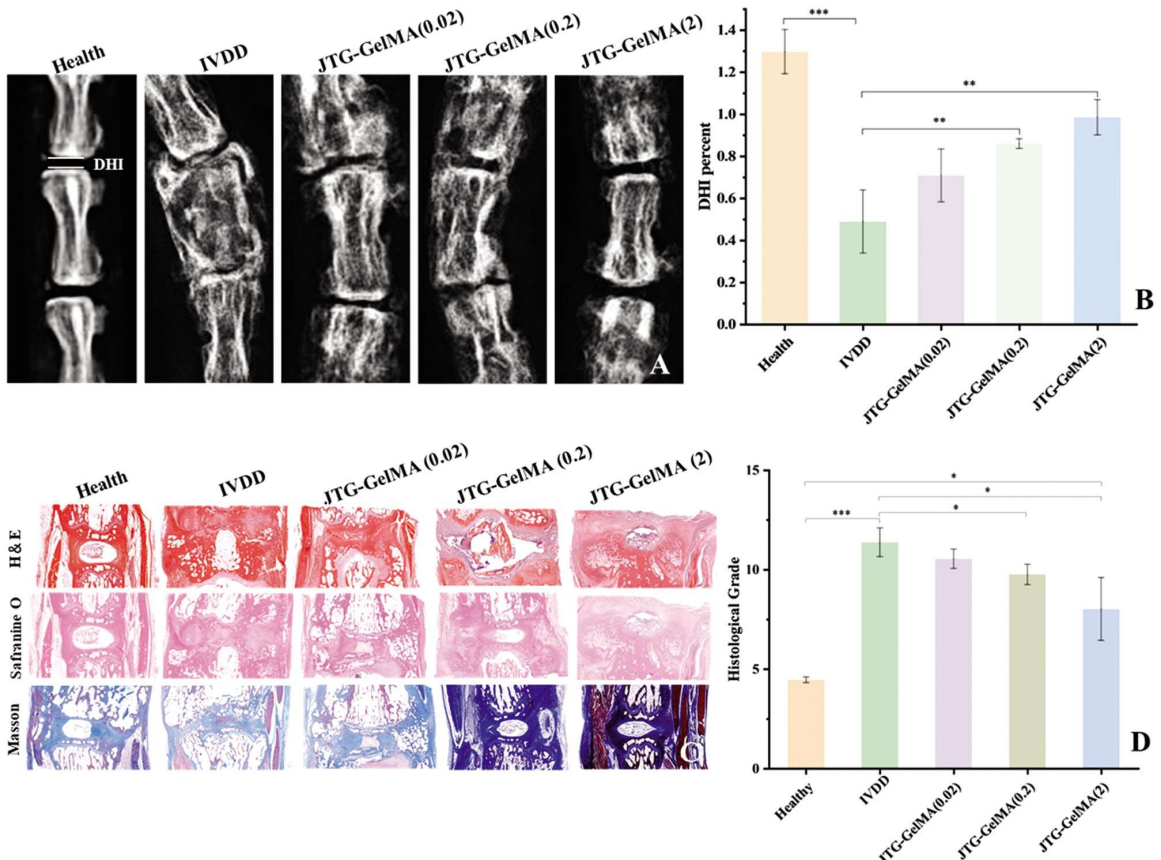 Health
IVDD
JTG-GelMA(0.02)
JTG-GelMA(0.2)
JTG-GelMA(2)
DHI
A
DHI percent
1.4
1.2
1.0
0.8
0.6
0.4
0.2
0.0
***
**
**
Health
IVDD
JTG-GelMA(0.02)
JTG-GelMA(0.2)
JTG-GelMA(2)
B
Health
IVDD
JTG-GelMA (0.02)
JTG-GelMA (0.2)
JTG-GelMA (2)
H&E
Safranine O
Masson
C
Histological Grade
15
10
5
0
*
*
***
*
Healthy
IVDD
JTG-GelMA(0.02)
JTG-GelMA(0.2)
JTG-GelMA(2)
D